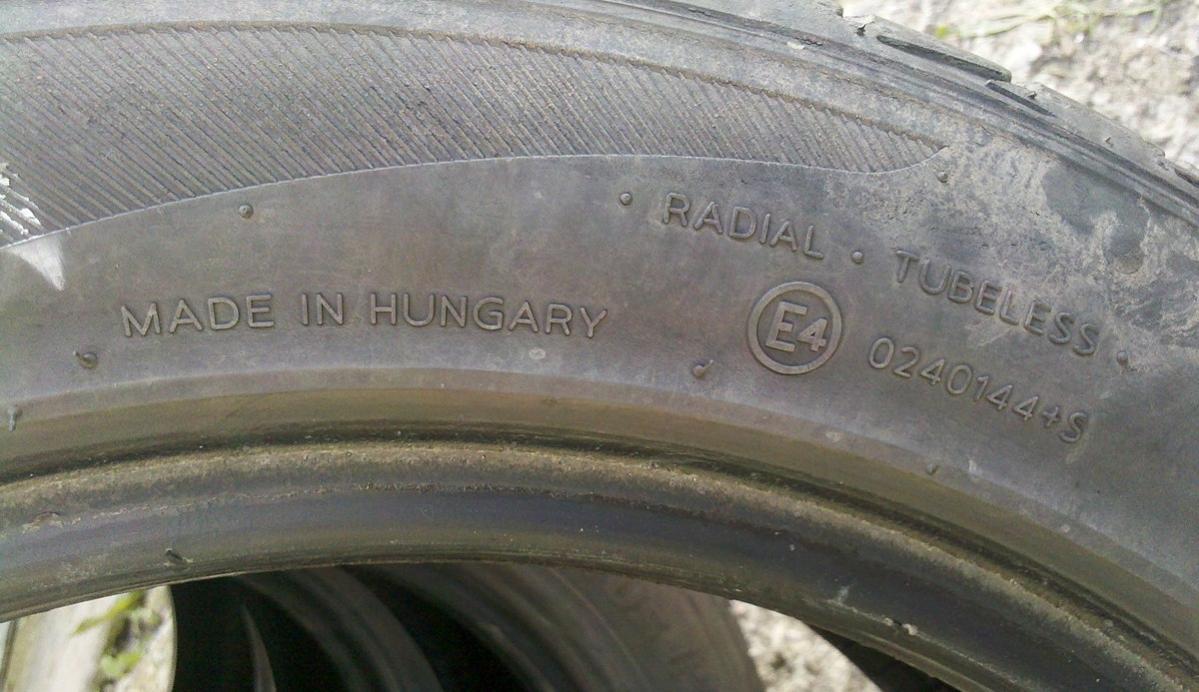 • RADIAL • TUBELESS •
MADE IN HUNGARY
E4 0240144+S